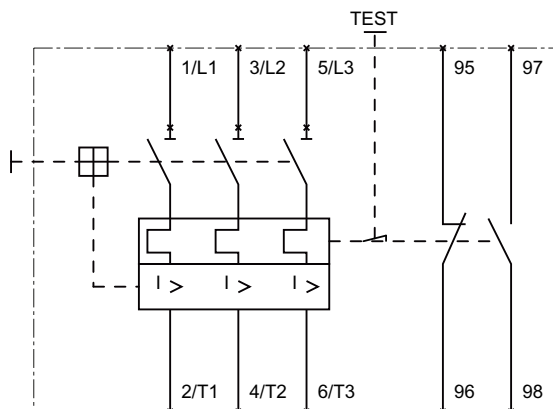 TEST
1/L1 3/L2 5/L3 95 97
I > I > I >
2/T1 4/T2 6/T3 96 98